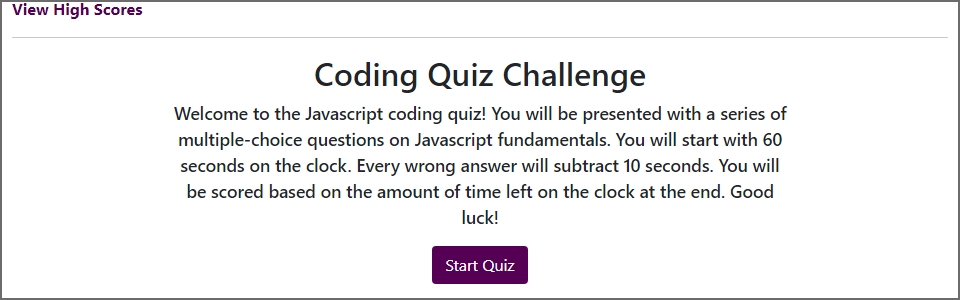 View High Scores
Coding Quiz Challenge
Welcome to the Javascript coding quiz! You will be presented with a series of
multiple-choice questions on Javascript fundamentals. You will start with 60
seconds on the clock. Every wrong answer will subtract 10 seconds. You will
be scored based on the amount of time left on the clock at the end. Good
luck!
Start Quiz